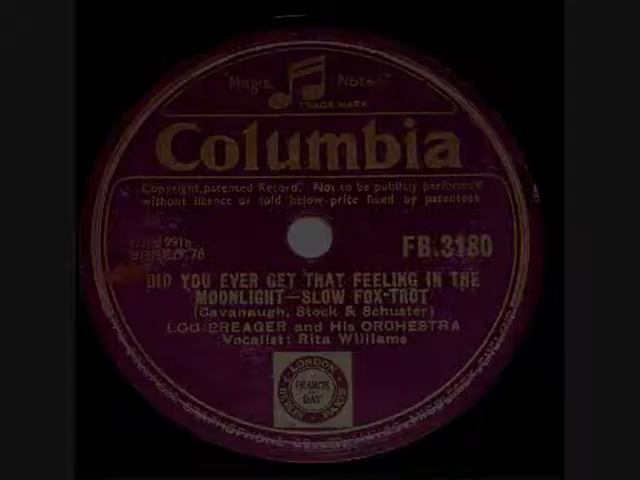 "Magic Notes"
TRADE MARK
Columbia
Copyright, patented Record. Not to be publicly performed
without licence or sold below price fixed by patentees
FB.3180
DID YOU EVER GET THAT FEELING IN THE
MOONLIGHT—SLOW FOX-TROT
(Cavanaugh, Stock & Schuster)
LOU PREAGER and His ORCHESTRA
Vocalist: Rita Williams
LONDON
FRANCIS
DAY
PARIS